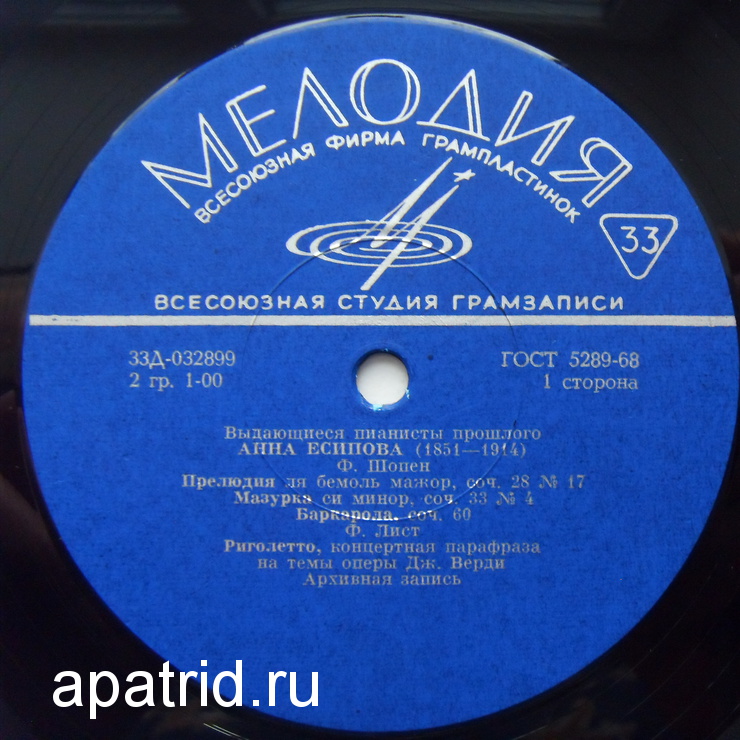 МЕЛОДИЯ
ВСЕСОЮЗНАЯ ФИРМА ГРАМПЛАСТИНОК
33
ВСЕСОЮЗНАЯ СТУДИЯ ГРАМЗАПИСИ
33Д-032899
ГОСТ 5289-68
2 гр. 1-00
1 сторона
Выдающиеся пианисты прошлого
АННА ЕСИПОВА (1851—1914)
Ф. Шопен
Прелюдия ля бемоль мажор, соч. 28 № 17
Мазурка си минор, соч. 33 № 4
Баркарола, соч. 60
Ф. Лист
Риголетто, концертная парафраза
на темы оперы Дж. Верди
Архивная запись
apatrid.ru